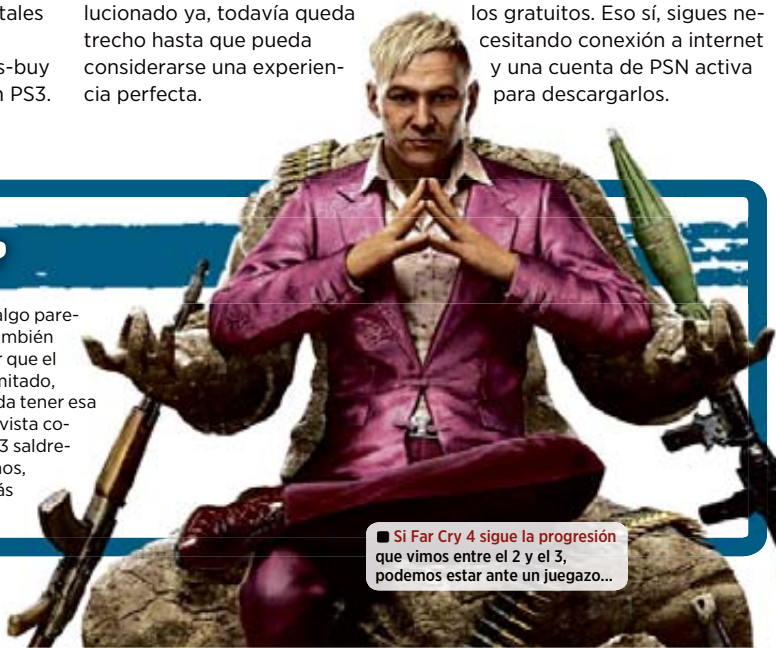 tales
s-buy
n PS3.
lucionado ya, todavía queda
trecho hasta que pueda
considerarse una experien-
cia perfecta.
los gratuitos. Eso sí, sigues ne-
cesitando conexión a internet
y una cuenta de PSN activa
para descargarlos.
algo pare-
mbién
r que el
mitado,
da tener esa
vista co-
3 saldre-
nos,
ás
Si Far Cry 4 sigue la progresión
que vimos entre el 2 y el 3,
podemos estar ante un juegazo...